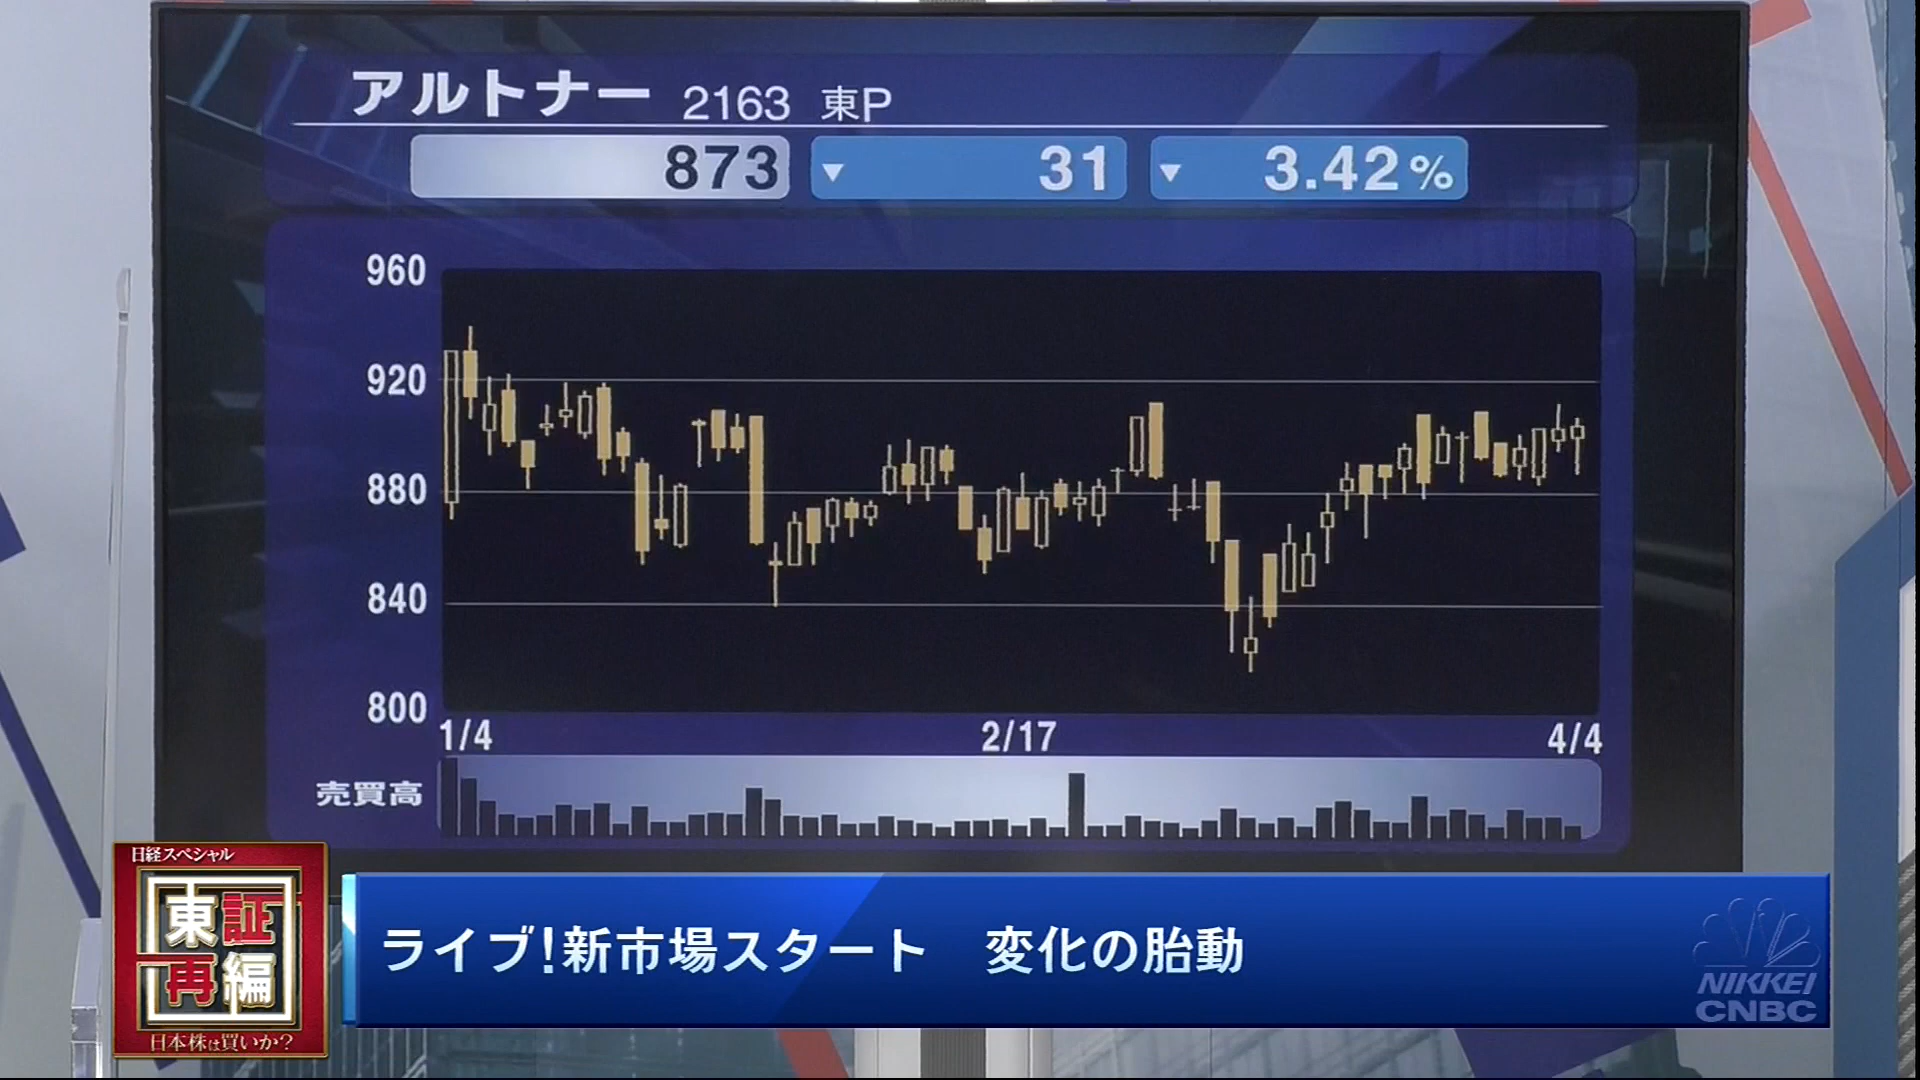 アルトナー 2163 東P
873 ▼ 31 ▼ 3.42%
960
920
880
840
800
1/4 2/17 4/4
売買高
日経スペシャル
東証
再編
日本株は買いか?
ライブ!新市場スタート 変化の胎動
NIKKEI
CNBC